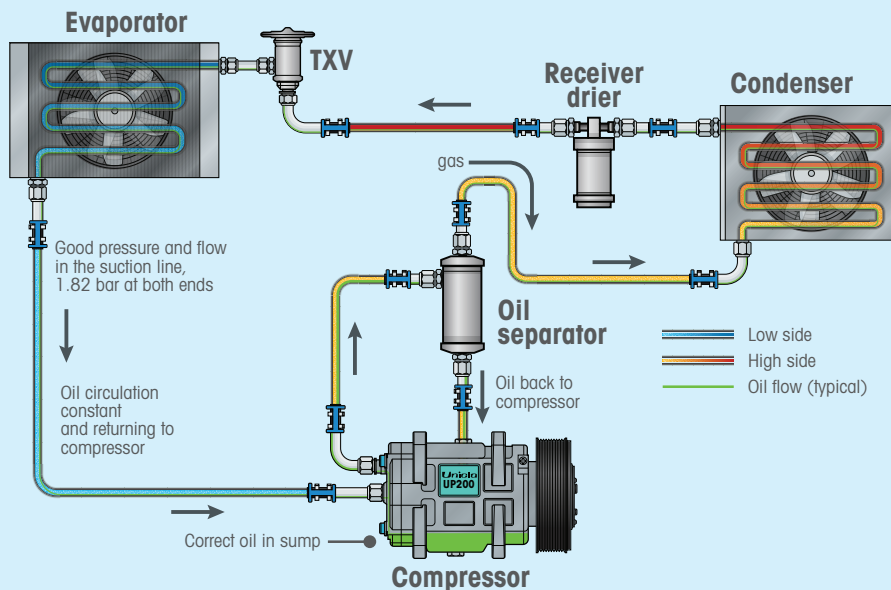 Evaporator
TXV
Receiver
drier
Condenser
gas
Good pressure and flow
in the suction line,
1.82 bar at both ends
Oil
separator
Low side
High side
Oil flow (typical)
Oil circulation
constant
and returning to
compressor
Oil back to
compressor
Unicla
UP200
Correct oil in sump
Compressor